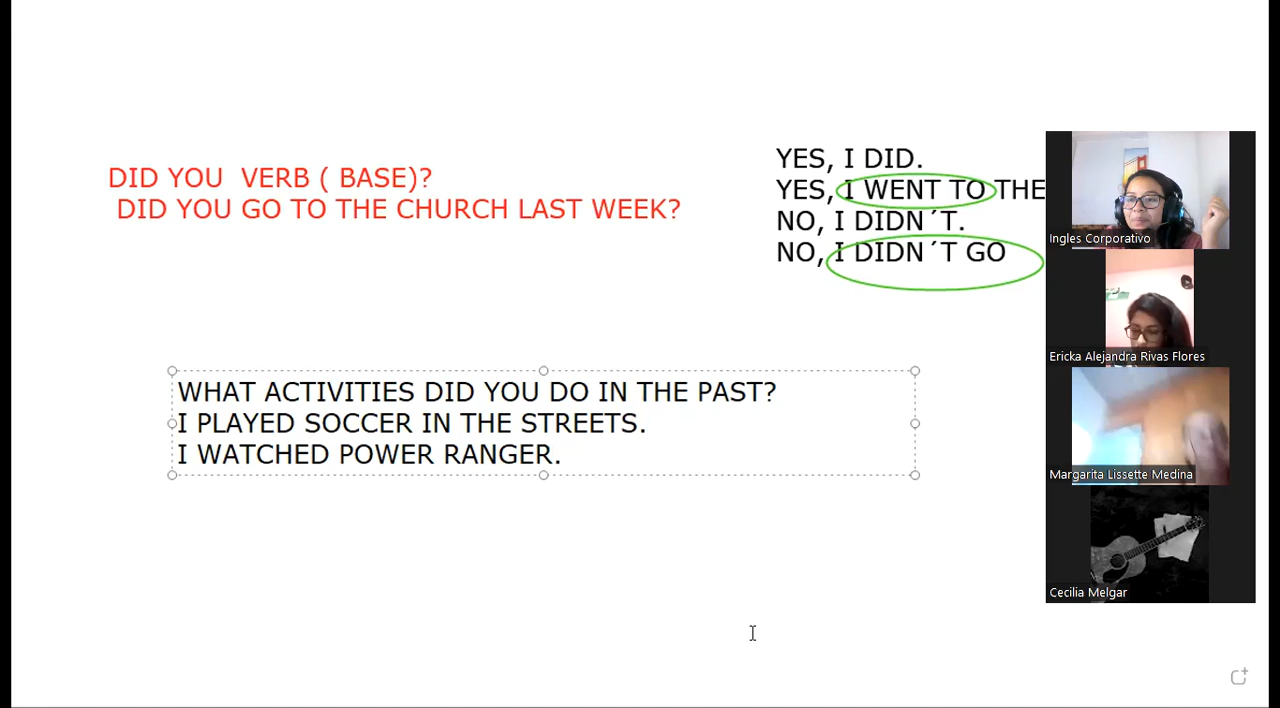 DID YOU VERB ( BASE)?
DID YOU GO TO THE CHURCH LAST WEEK?
YES, I DID.
YES, I WENT TO THE
NO, I DIDN´T.
NO, I DIDN´T GO
WHAT ACTIVITIES DID YOU DO IN THE PAST?
I PLAYED SOCCER IN THE STREETS.
I WATCHED POWER RANGER.
Ingles Corporativo
Ericka Alejandra Rivas Flores
Margarita Lissette Medina
Cecilia Melgar